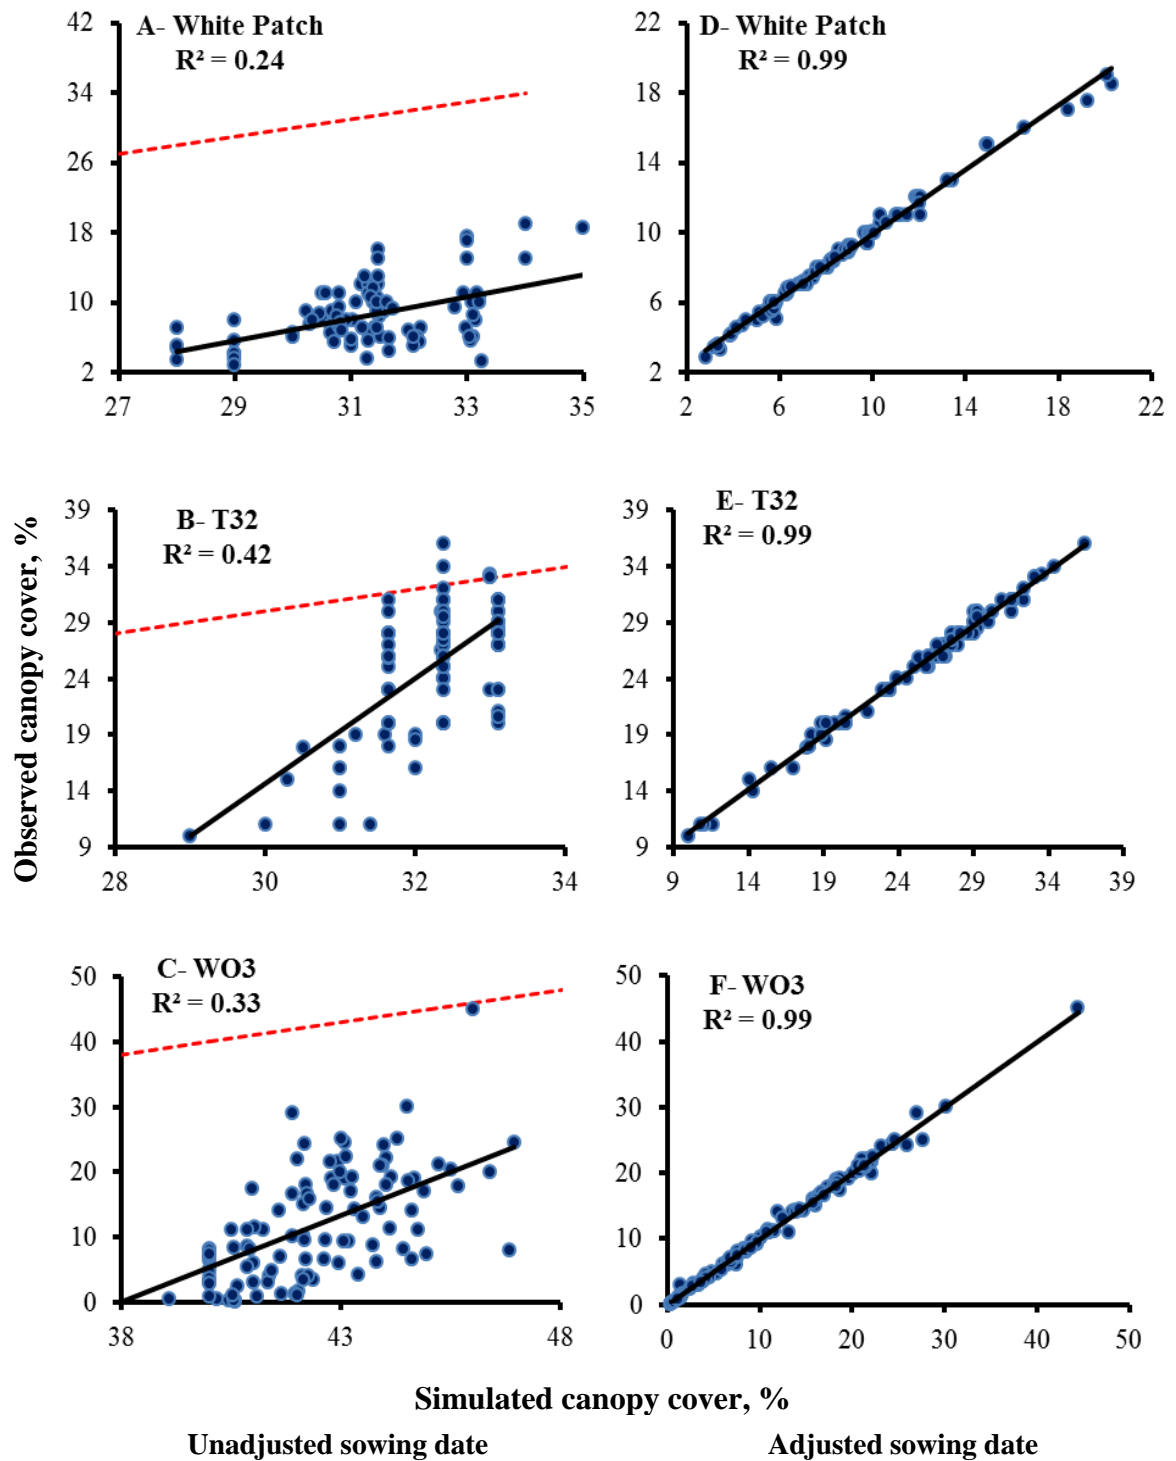 A- White Patch
R² = 0.24
42
34
26
18
10
2
27 29 31 33 35
D- White Patch
R² = 0.99
22
18
14
10
6
2
2 6 10 14 18 22
B- T32
R² = 0.42
39
34
29
24
19
14
9
28 30 32 34
E- T32
R² = 0.99
39
34
29
24
19
14
9
9 14 19 24 29 34 39
C- WO3
R² = 0.33
50
40
30
20
10
0
38 43 48
F- WO3
R² = 0.99
50
40
30
20
10
0
0 10 20 30 40 50
Observed canopy cover, %
Simulated canopy cover, %
Unadjusted sowing date Adjusted sowing date